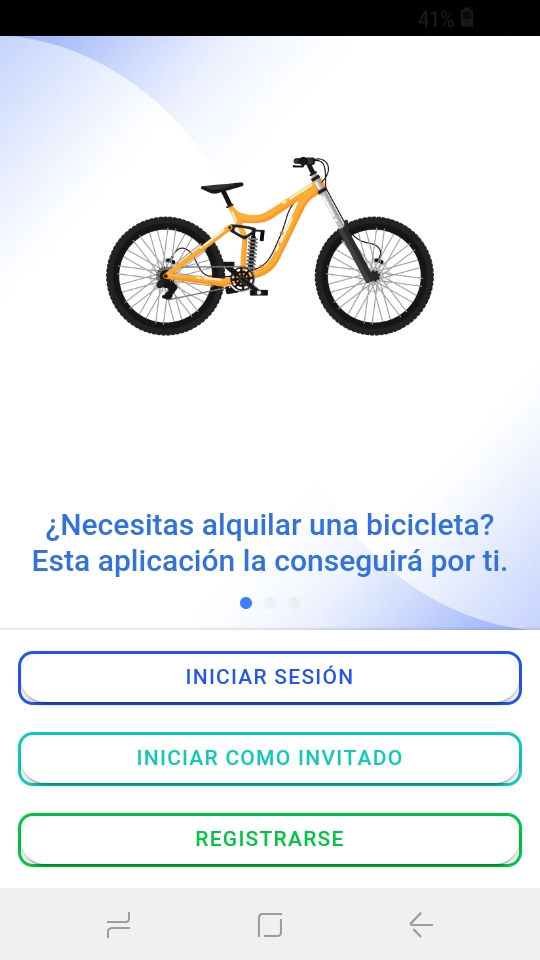 41%
¿Necesitas alquilar una bicicleta?
Esta aplicación la conseguirá por ti.
INICIAR SESIÓN
INICIAR COMO INVITADO
REGISTRARSE